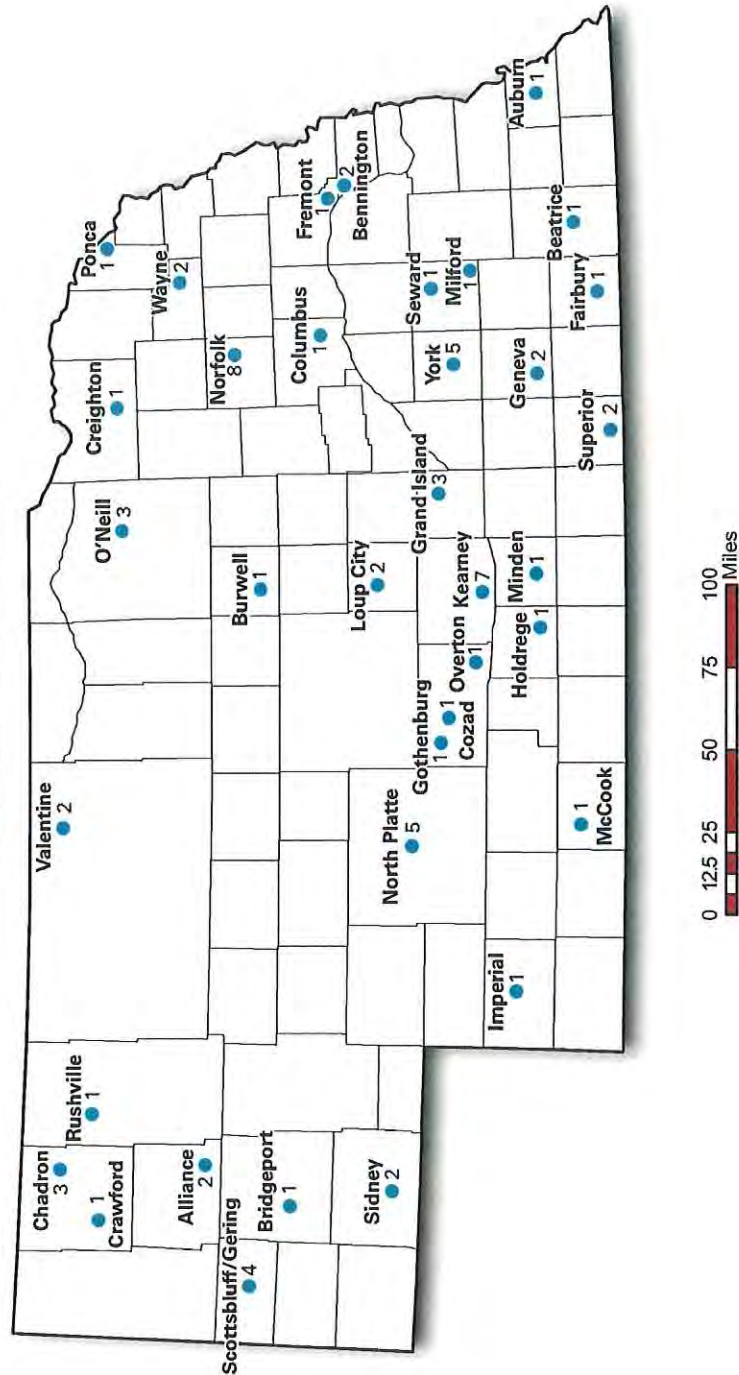 Chadron
3
Rushville
1
1
Crawford
Alliance
2
Scottsbluff/Gering
4
Bridgeport
1
Sidney
2
Valentine
2
O'Neill
3
Creighton
1
Ponca
1
Wayne
2
Norfolk
8
Burwell
1
Columbus
1
Fremont
1
2
Bennington
Loup City
2
North Platte
5
Gothenburg
1
1
Cozad
Overton
1
Kearney
7
Grand Island
3
York
5
Seward
1
Milford
1
Imperial
1
Holdrege
1
Minden
1
Geneva
2
Auburn
1
Beatrice
1
McCook
1
Superior
2
Fairbury
1
0 12.5 25 50 75 100
Miles